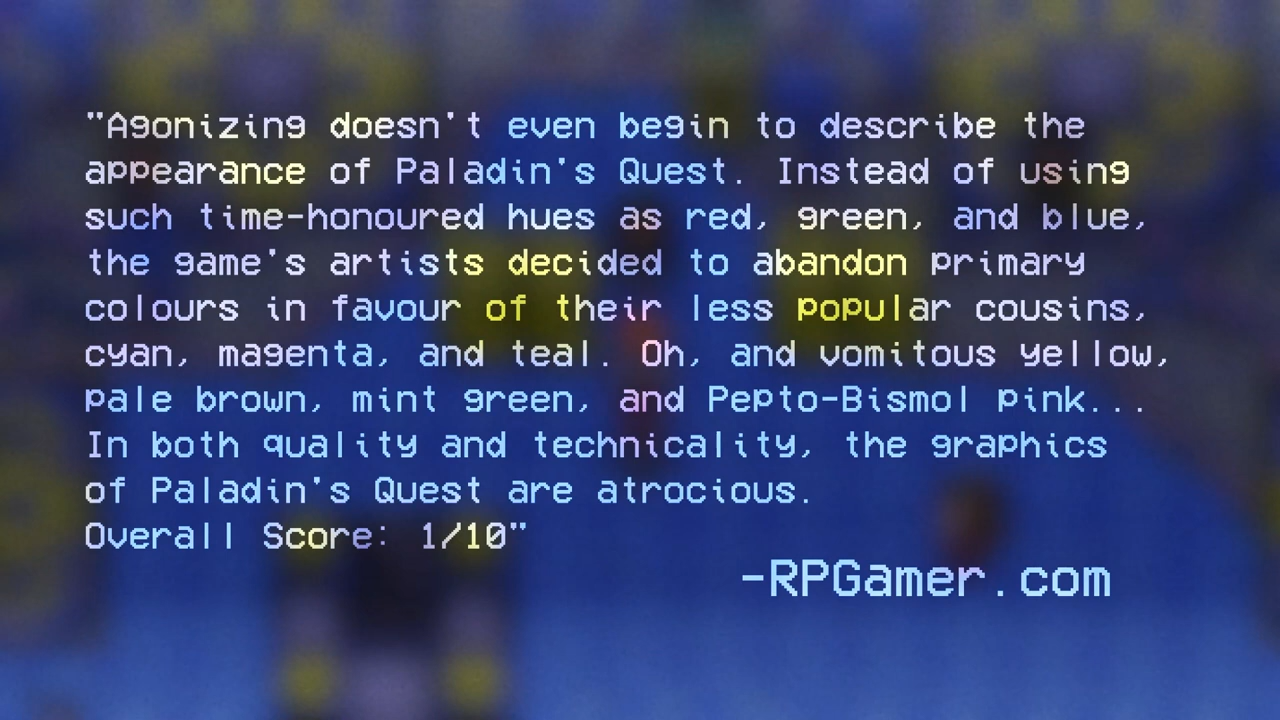 "Agonizing doesn't even begin to describe the
appearance of Paladin's Quest. Instead of using
such time-honoured hues as red, green, and blue,
the game's artists decided to abandon primary
colours in favour of their less popular cousins,
cyan, magenta, and teal. Oh, and vomitous yellow,
pale brown, mint green, and Pepto-Bismol pink...
In both quality and technicality, the graphics
of Paladin's Quest are atrocious.
Overall Score: 1/10"
-RPGamer.com